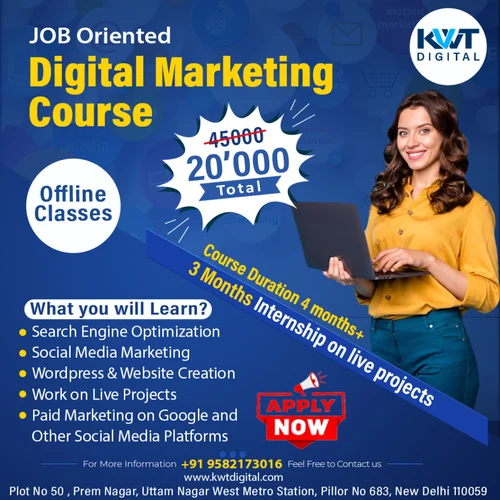 JOB Oriented
KWT
DIGITAL
Digital Marketing
Course
45000
20'000
Total
Offline
Classes
Course Duration 4 months+
3 Months Internship on live projects
What you will Learn?
Search Engine Optimization
Social Media Marketing
Wordpress & Website Creation
Work on Live Projects
Paid Marketing on Google and
Other Social Media Platforms
APPLY
NOW
For More Information +91 9582173016 Feel Free to Contact us
www.kwtdigital.com
Plot No 50 , Prem Nagar, Uttam Nagar West Metro Station, Pillor No 683, New Delhi 110059